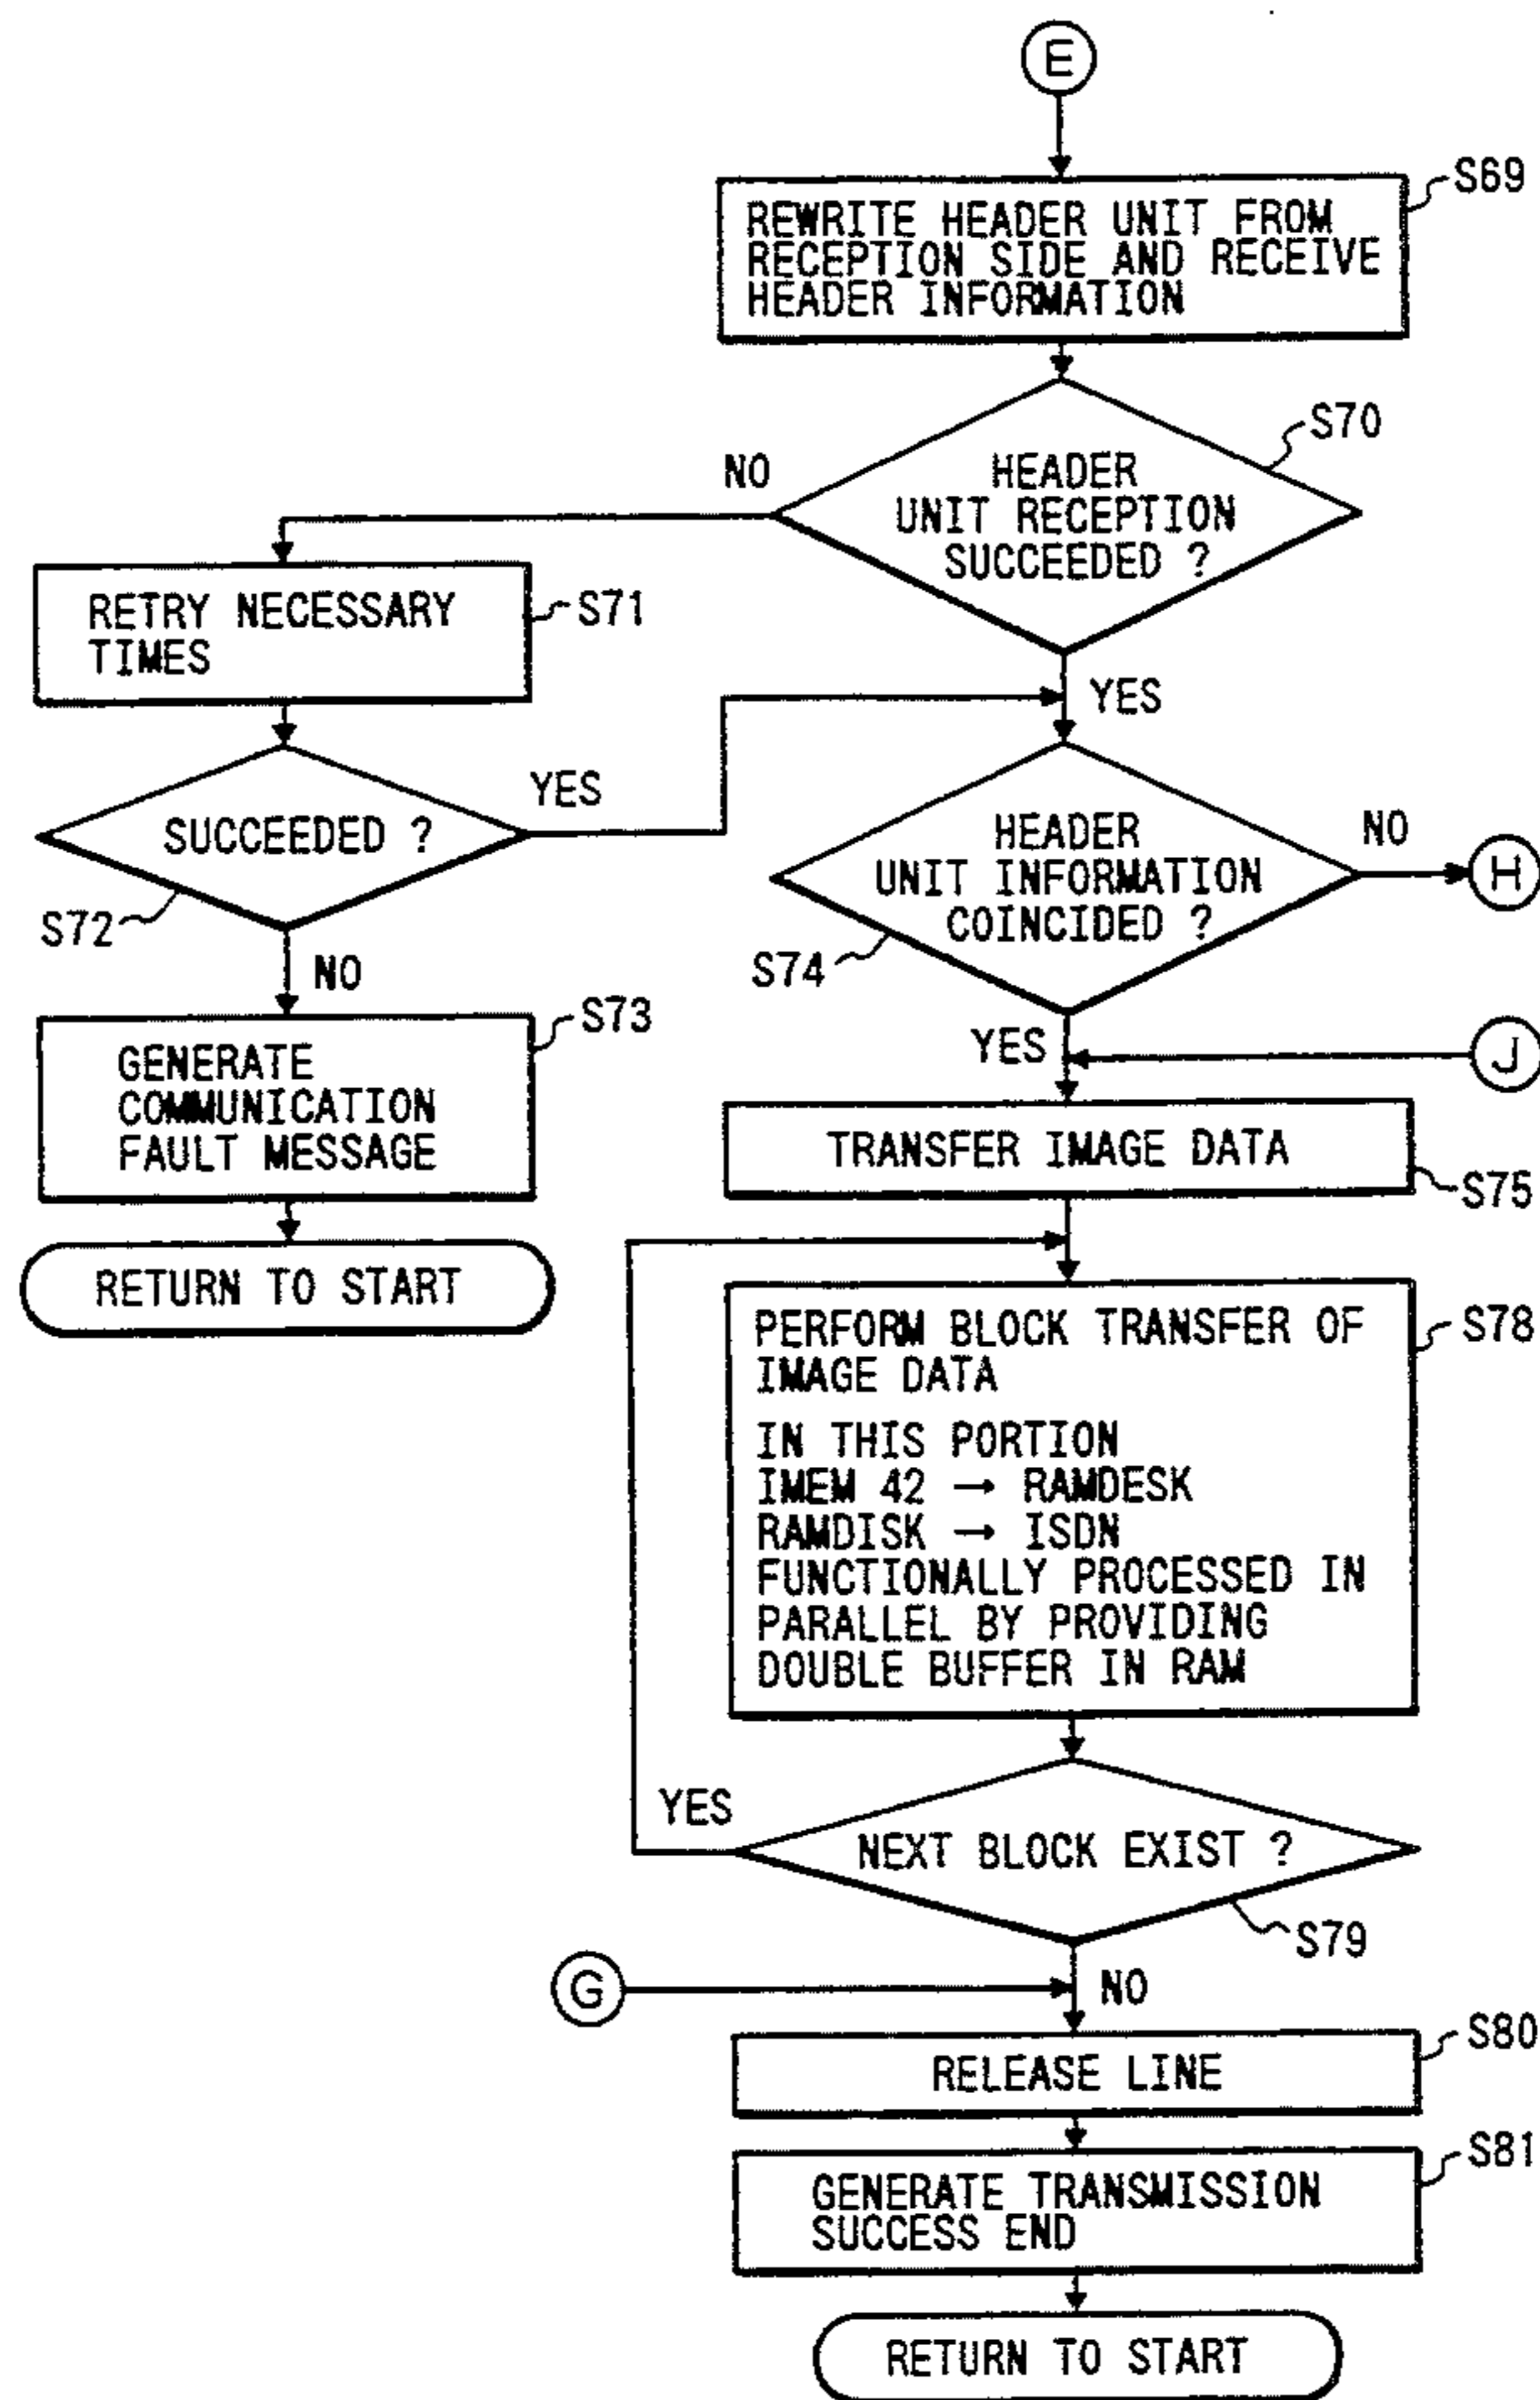 E
S69
REWRITE HEADER UNIT FROM
RECEPTION SIDE AND RECEIVE
HEADER INFORMATION
S70
HEADER
UNIT RECEPTION
SUCCEEDED ?
NO
YES
RETRY NECESSARY
TIMES
S71
SUCCEEDED ?
YES
S72
NO
HEADER
UNIT INFORMATION
COINCIDED ?
NO
H
S74
YES
J
GENERATE
COMMUNICATION
FAULT MESSAGE
S73
RETURN TO START
TRANSFER IMAGE DATA
S75
PERFORM BLOCK TRANSFER OF
IMAGE DATA
IN THIS PORTION
IMEM 42 → RAMDESK
RAMDISK → ISDN
FUNCTIONALLY PROCESSED IN
PARALLEL BY PROVIDING
DOUBLE BUFFER IN RAM
S78
YES
NEXT BLOCK EXIST ?
S79
G
NO
RELEASE LINE
S80
GENERATE TRANSMISSION
SUCCESS END
S81
RETURN TO START